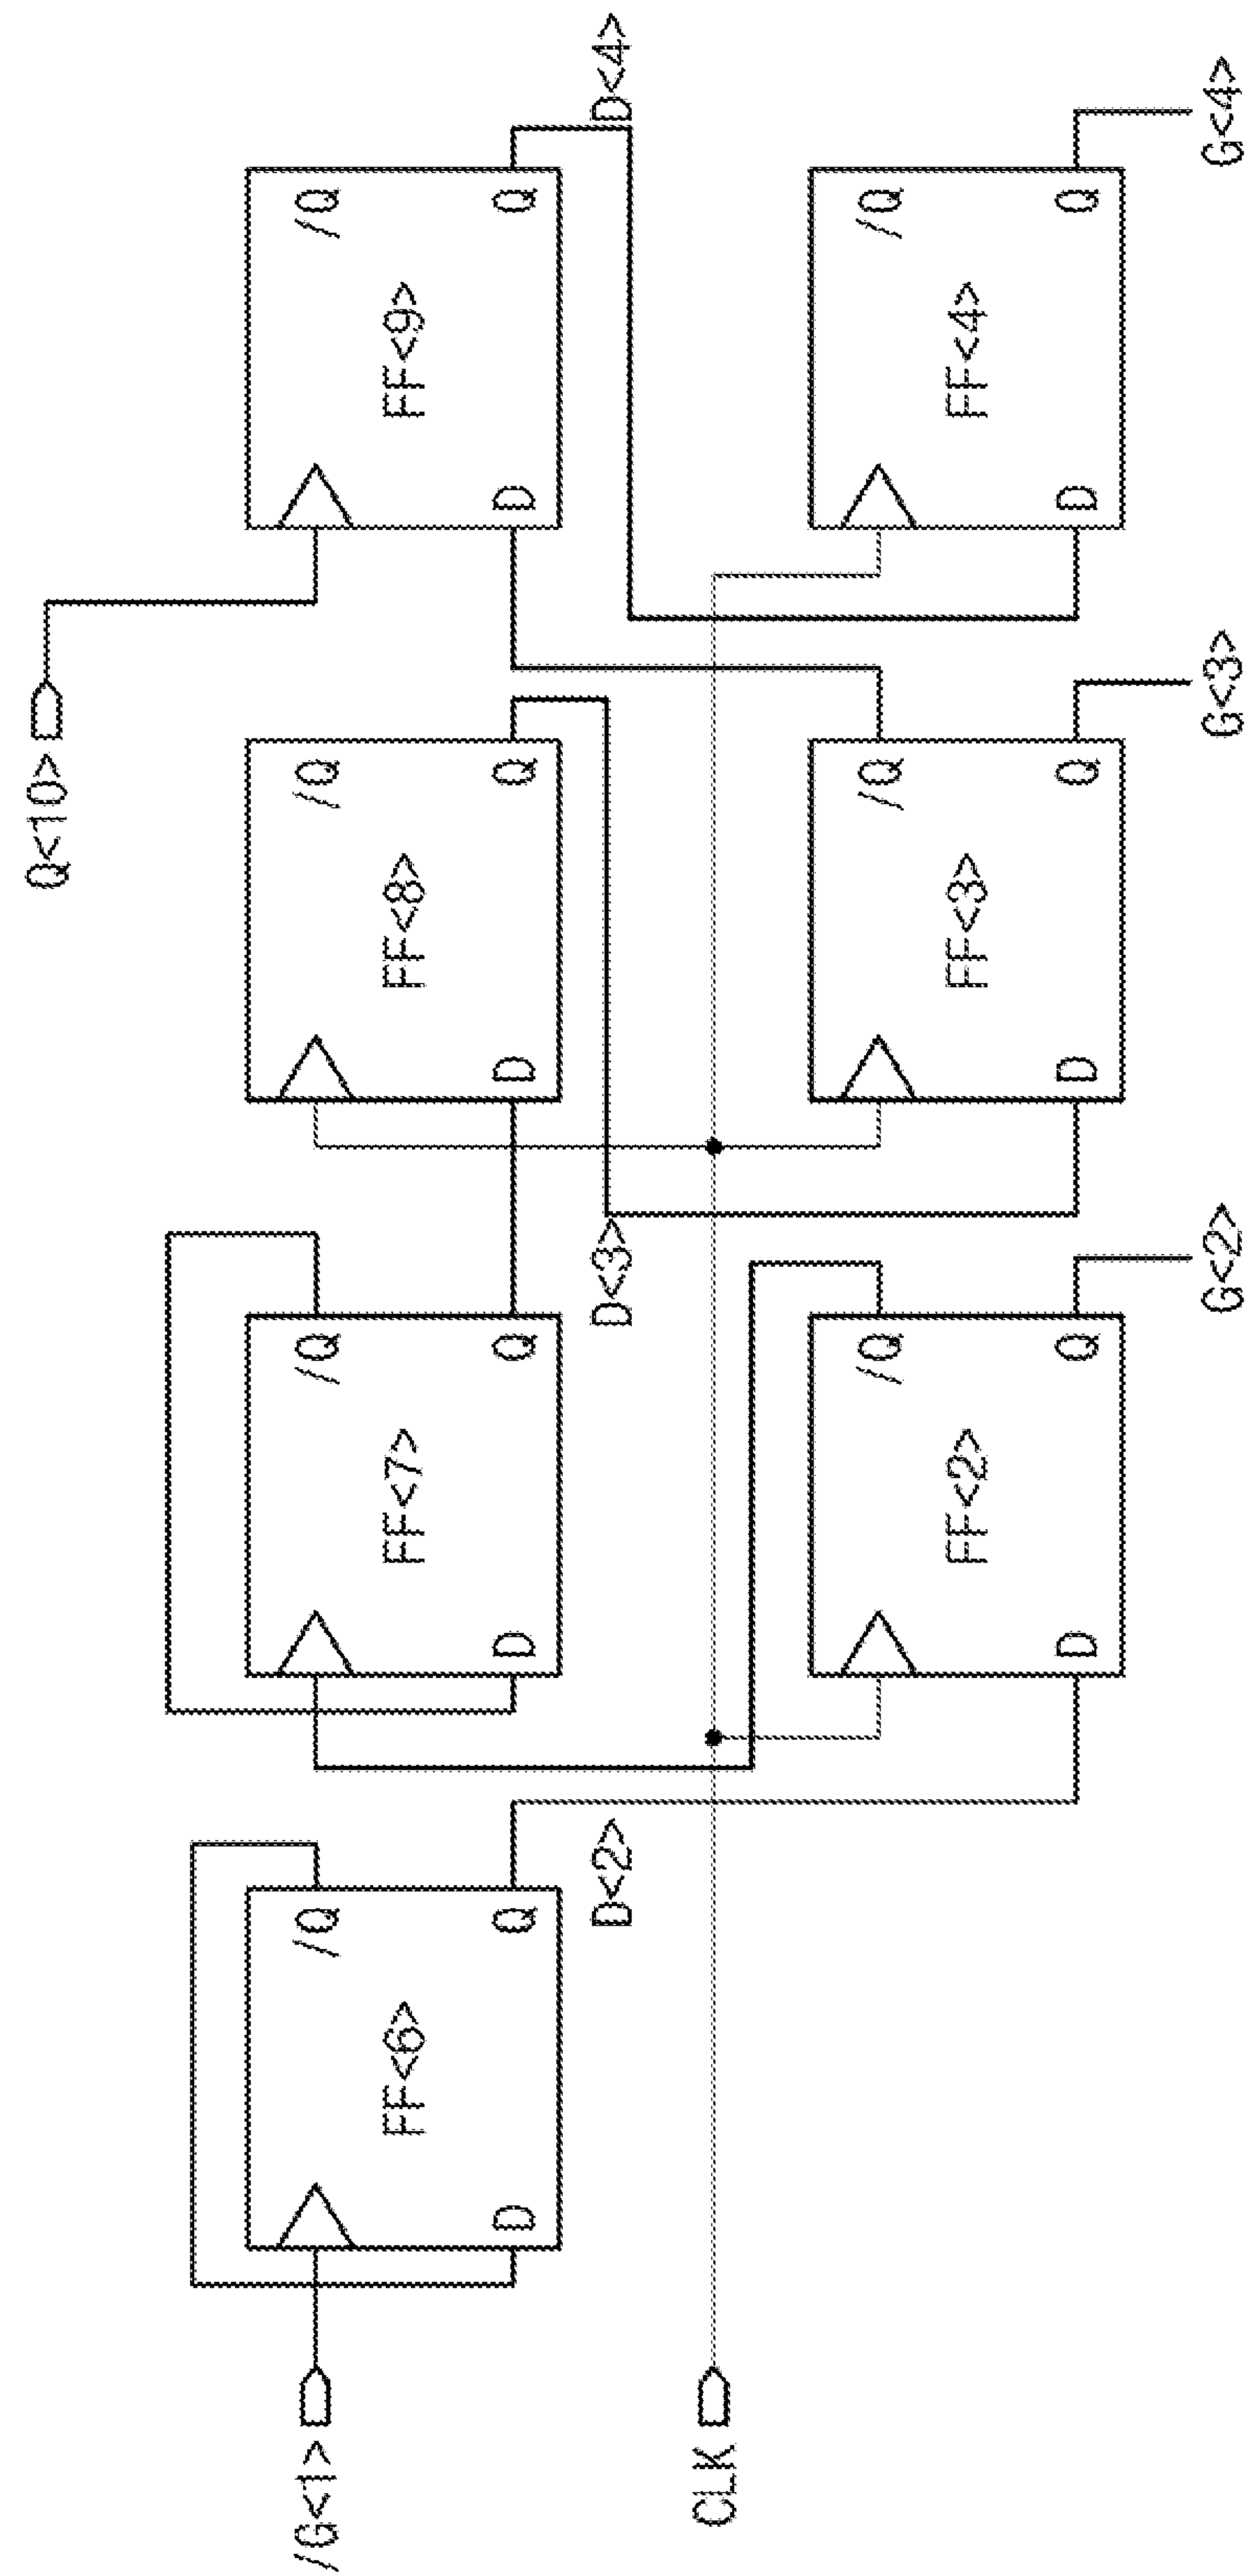 Q<10>
/Q
/Q
/Q
/Q
FF<6>
FF<7>
FF<8>
FF<9>
/G<1>
D
Q
D
Q
D
Q
D
Q
D<2>
D<3>
D<4>
CLK
/Q
/Q
/Q
FF<2>
FF<3>
FF<4>
D
Q
D
Q
D
Q
G<2>
G<3>
G<4>